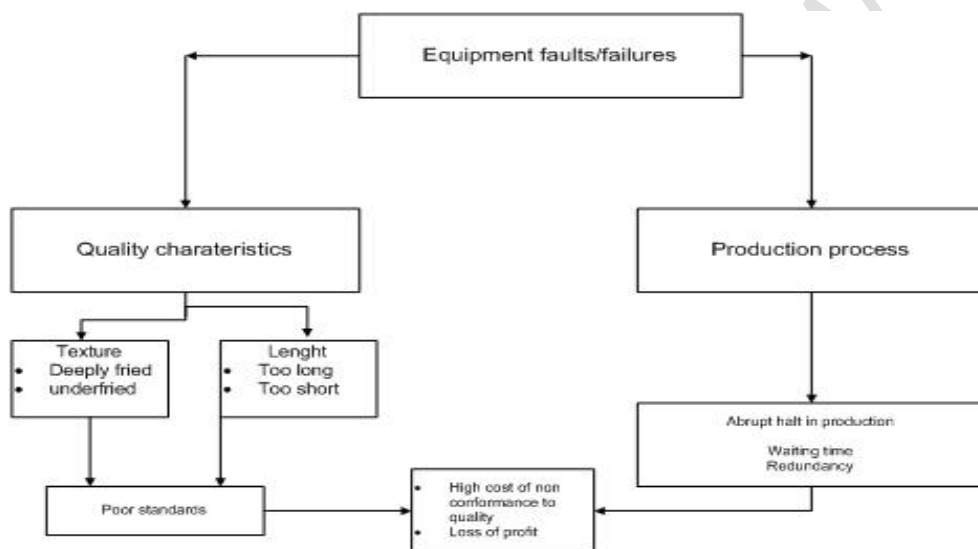 Equipment faults/failures
Quality charateristics
Production process
Texture
• Deeply fried
• underfried
Lenght
• Too long
• Too short
Abrupt halt in production
Waiting time
Redundancy
Poor standards
• High cost of non
conformance to
quality
• Loss of profit